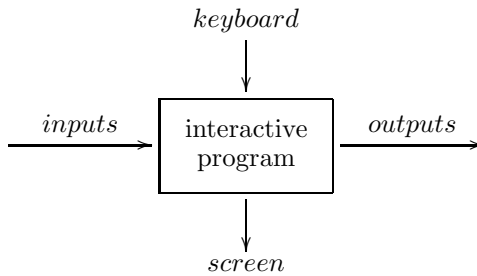 keyboard
inputs
interactive
program
outputs
screen